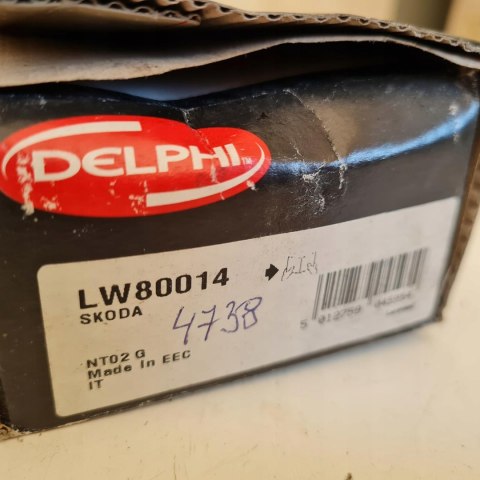 DELPHI
LW80014
SKODA
4738
NT02 G
Made in EEC
IT